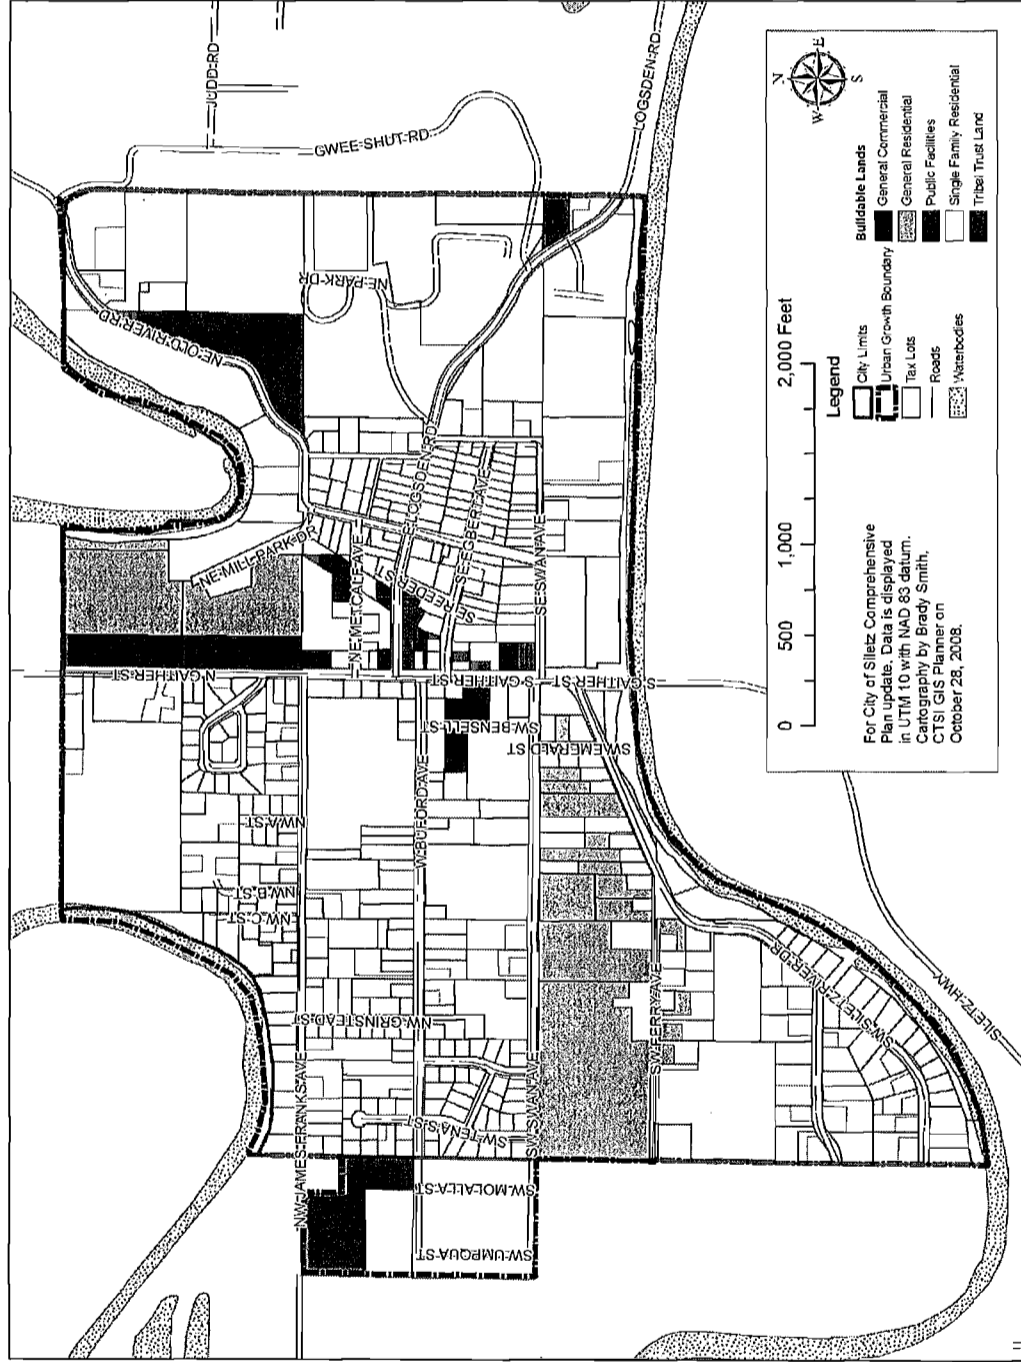 JUDD RD
GWEE SHUT RD
LOGSDEN RD
NE OLD RIVER RD
NE PARK DR
NE MILL PARK DR
NE METCALF AVE
LOGSDEN RD
SE REEDER ST
SE EGBERT AVE
SE SWAN AVE
N GAITHER ST
S GAITHER ST
S GAITHER ST
SW BENSELL ST
SW EMERALD ST
W BUFORD AVE
NW A ST
NW B ST
NW C ST
NW GRINSTEAD ST
NW JAMES FRANKS AVE
SW TENAS ST
SW SWAN AVE
SW FERRY AVE
SW SILETZ RIVER DR
SILETZ HWY
SW MOLALLA ST
SW UMPQUA ST
N
E
S
W
0 500 1,000 2,000 Feet
Legend
City Limits
Urban Growth Boundary
Tax Lots
Roads
Waterbodies
Buildable Lands
General Commercial
General Residential
Public Facilities
Single Family Residential
Tribal Trust Land
For City of Siletz Comprehensive
Plan update. Data is displayed
in UTM 10 with NAD 83 datum.
Cartography by Brady Smith,
CTSI GIS Planner on
October 28, 2008.